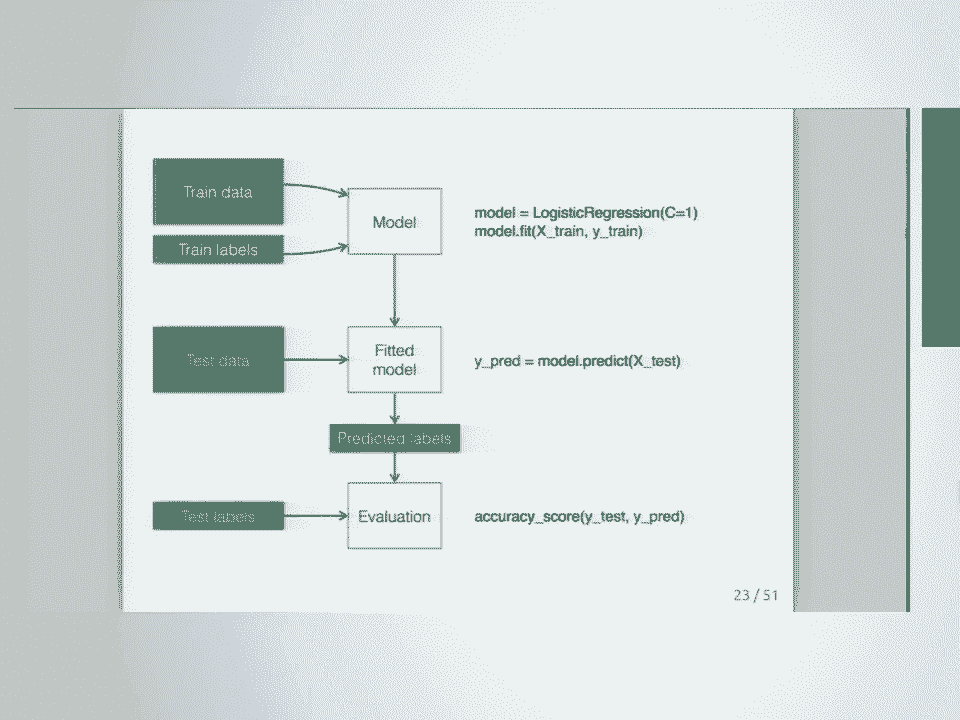 Train data
Train labels
Model
model = LogisticRegression(C=1)
model.fit(X_train, y_train)
Test data
Fitted
model
y_pred = model.predict(X_test)
Predicted labels
Test labels
Evaluation
accuracy_score(y_test, y_pred)
23 / 51